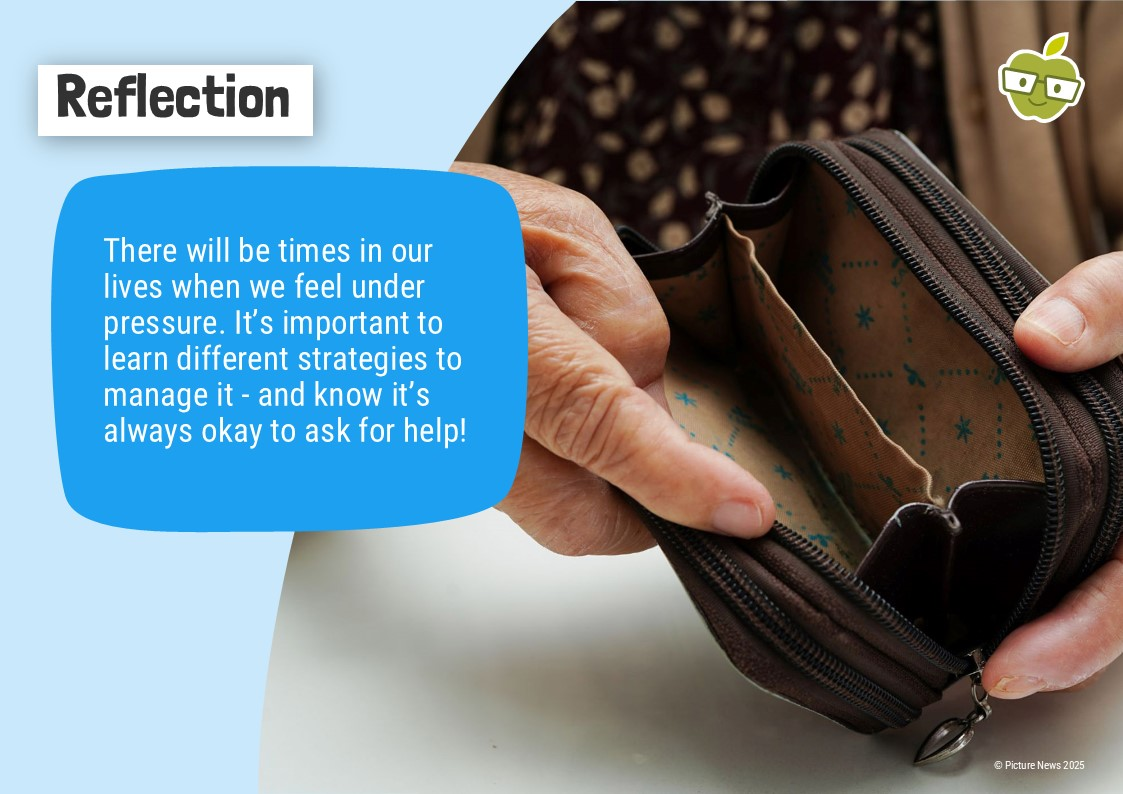 Reflection
There will be times in our
lives when we feel under
pressure. It’s important to
learn different strategies to
manage it - and know it’s
always okay to ask for help!
© Picture News 2025